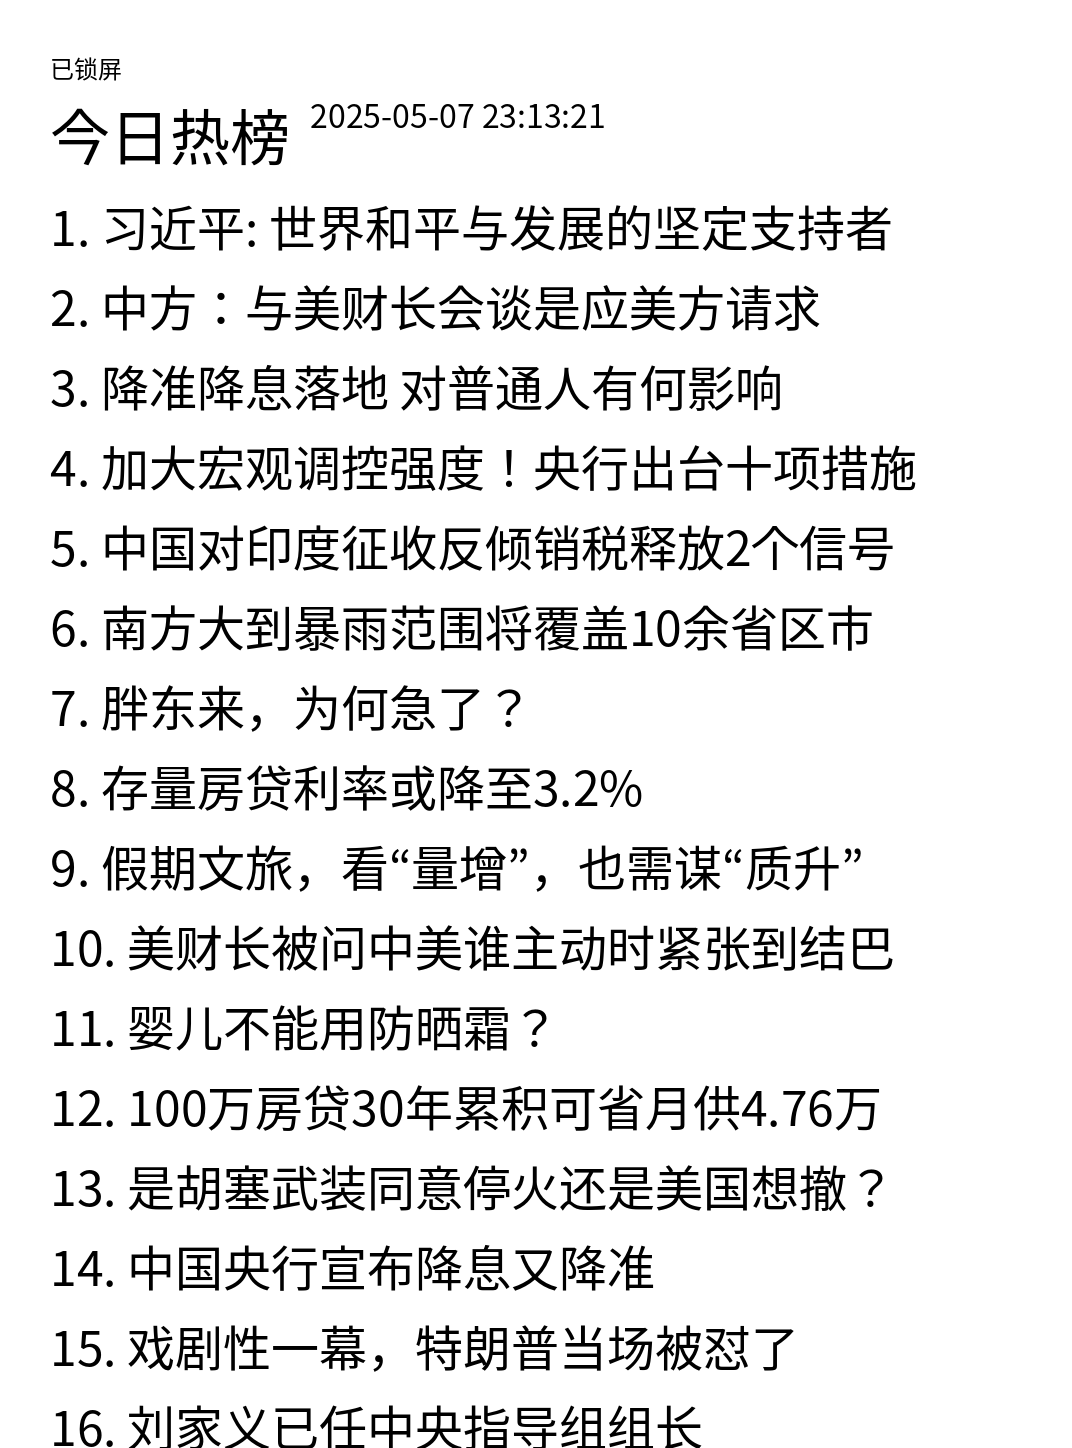 已锁屏
今日热榜 2025-05-07 23:13:21
1. 习近平: 世界和平与发展的坚定支持者
2. 中方：与美财长会谈是应美方请求
3. 降准降息落地 对普通人有何影响
4. 加大宏观调控强度！央行出台十项措施
5. 中国对印度征收反倾销税释放2个信号
6. 南方大到暴雨范围将覆盖10余省区市
7. 胖东来，为何急了？
8. 存量房贷利率或降至3.2%
9. 假期文旅，看“量增”，也需谋“质升”
10. 美财长被问中美谁主动时紧张到结巴
11. 婴儿不能用防晒霜？
12. 100万房贷30年累积可省月供4.76万
13. 是胡塞武装同意停火还是美国想撤？
14. 中国央行宣布降息又降准
15. 戏剧性一幕，特朗普当场被怼了
16. 刘家义已任中央指导组组长